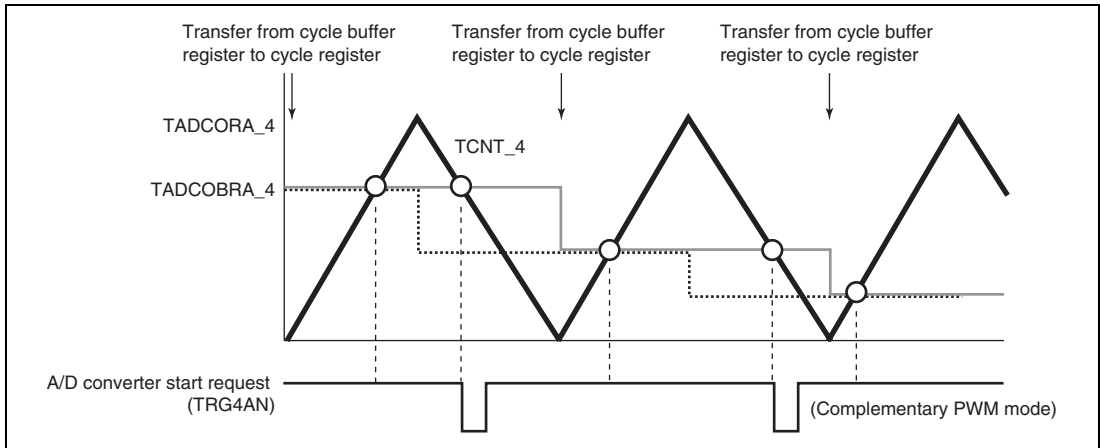 Transfer from cycle buffer
register to cycle register
Transfer from cycle buffer
register to cycle register
Transfer from cycle buffer
register to cycle register
TADCORA_4
TCNT_4
TADCOBRA_4
A/D converter start request
(TRG4AN)
(Complementary PWM mode)